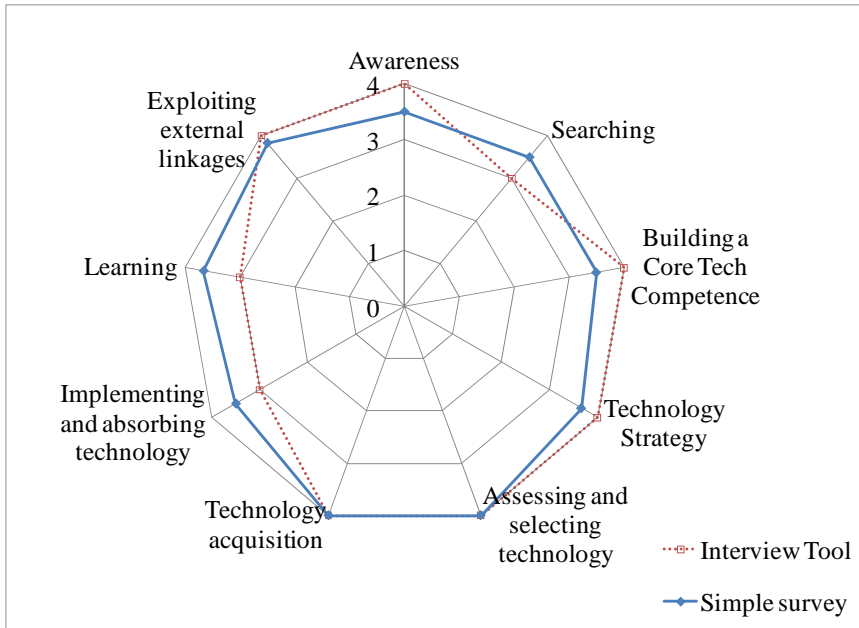 Awareness
4
3
2
1
0
Searching
Building a
Core Tech
Competence
Technology
Strategy
Assessing and
selecting
technology
Technology
acquisition
Implementing
and absorbing
technology
Learning
Exploiting
external
linkages
Interview Tool
Simple survey